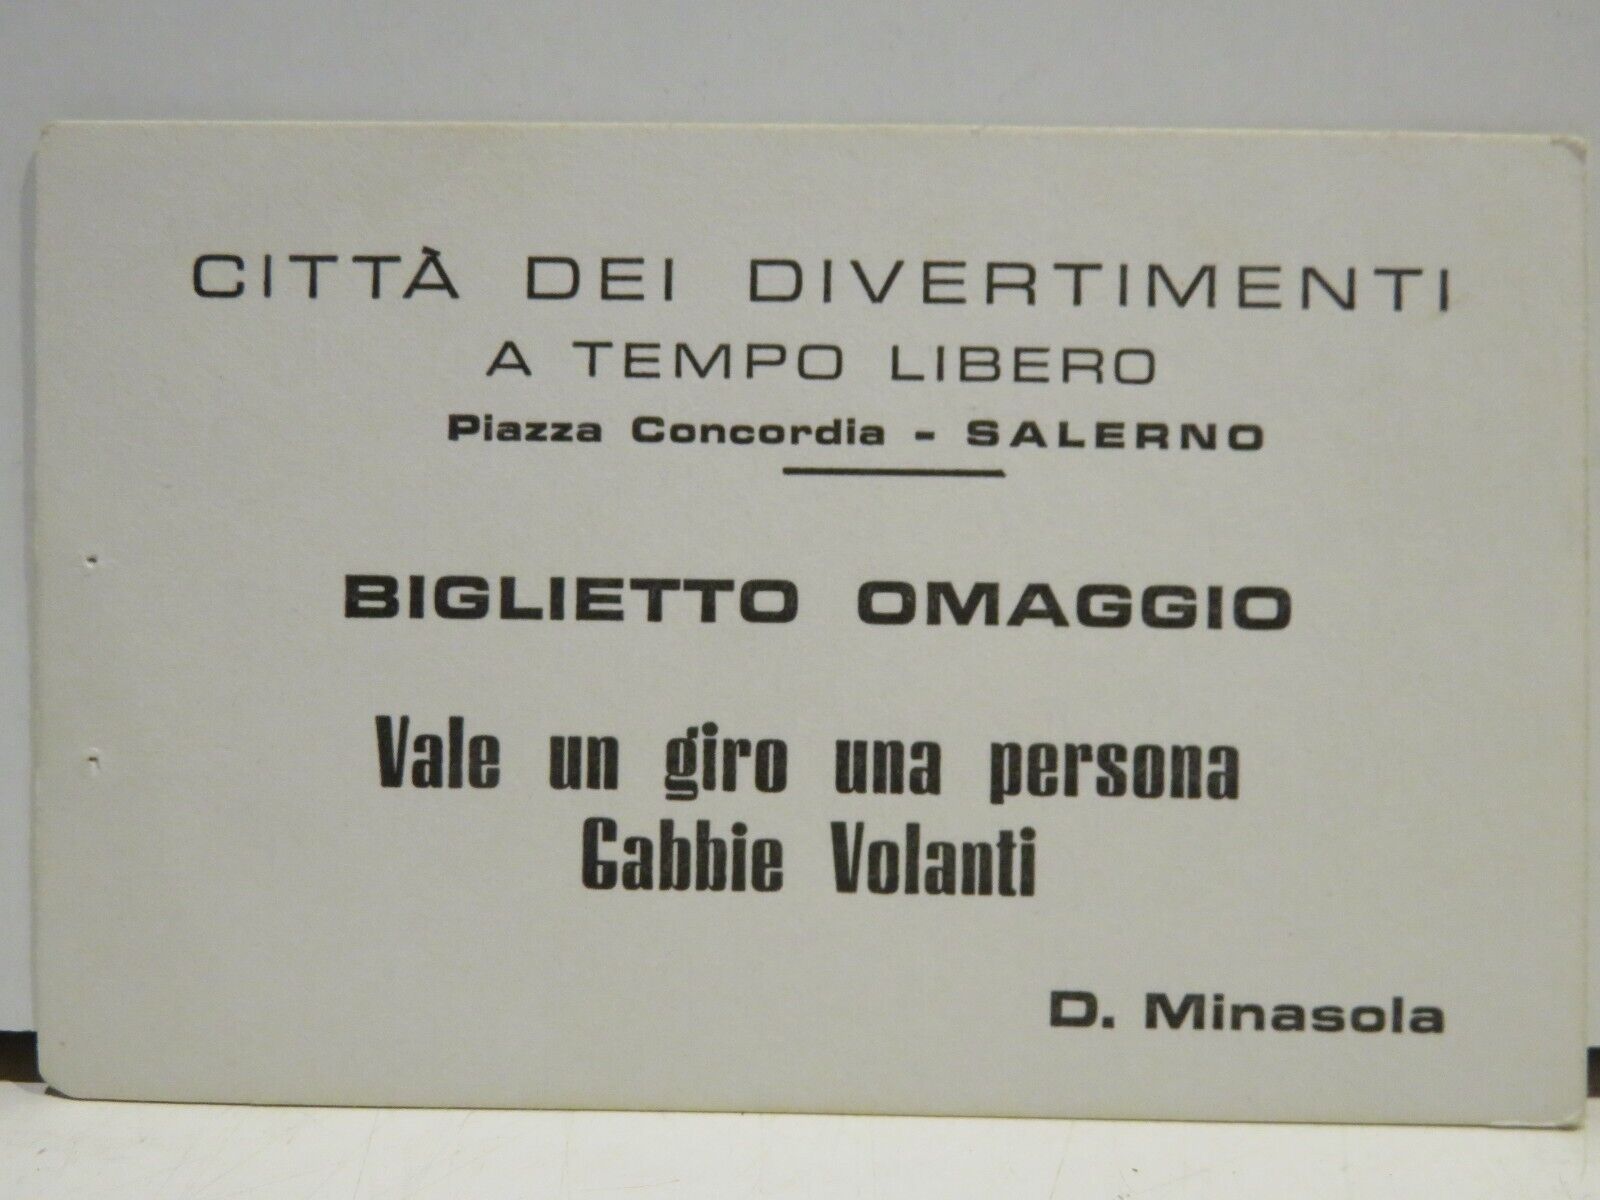 CITTÀ DEI DIVERTIMENTI
A TEMPO LIBERO
Piazza Concordia - SALERNO
BIGLIETTO OMAGGIO
Vale un giro una persona
Gabbie Volanti
D. Minasola